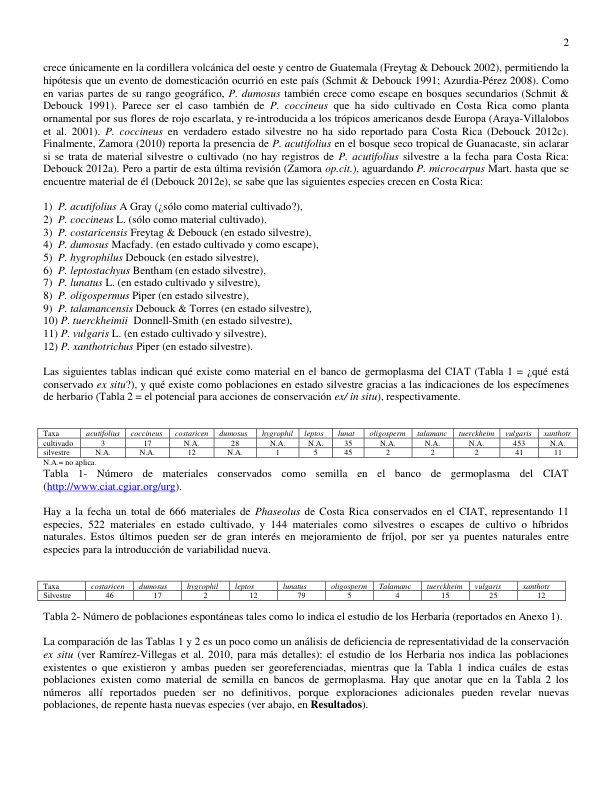 2
crece únicamente en la cordillera volcánica del oeste y centro de Guatemala (Freytag & Debouck 2002), permitiendo la
hipótesis que un evento de domesticación ocurrió en este país (Schmit & Debouck 1991; Azurdia-Pérez 2008). Como
en varias partes de su rango geográfico, P. dumosus también crece como escape en bosques secundarios (Schmit &
Debouck 1991). Parece ser el caso también de P. coccineus que ha sido cultivado en Costa Rica como planta
ornamental por sus flores de rojo escarlata, y re-introducida a los trópicos americanos desde Europa (Araya-Villalobos
et al. 2001). P. coccineus en verdadero estado silvestre no ha sido reportado para Costa Rica (Debouck 2012c).
Finalmente, Zamora (2010) reporta la presencia de P. acutifolius en el bosque seco tropical de Guanacaste, sin aclarar
si se trata de material silvestre o cultivado (no hay registros de P. acutifolius silvestre a la fecha para Costa Rica:
Debouck 2012a). Pero a partir de esta última revisión (Zamora op.cit.), aguardando P. microcarpus Mart. hasta que se
encuentre material de él (Debouck 2012e), se sabe que las siguientes especies crecen en Costa Rica:
1) P. acutifolius A Gray (¿sólo como material cultivado?),
2) P. coccineus L. (sólo como material cultivado),
3) P. costaricensis Freytag & Debouck (en estado silvestre),
4) P. dumosus Macfady. (en estado cultivado y como escape),
5) P. hygrophilus Debouck (en estado silvestre),
6) P. leptostachyus Bentham (en estado silvestre),
7) P. lunatus L. (en estado cultivado y silvestre),
8) P. oligospermus Piper (en estado silvestre),
9) P. talamancensis Debouck & Torres (en estado silvestre),
10) P. tuerckheimii Donnell-Smith (en estado silvestre),
11) P. vulgaris L. (en estado cultivado y silvestre),
12) P. xanthotrichus Piper (en estado silvestre).
Las siguientes tablas indican qué existe como material en el banco de germoplasma del CIAT (Tabla 1 = ¿qué está
conservado ex situ?), y qué existe como poblaciones en estado silvestre gracias a las indicaciones de los especímenes
de herbario (Tabla 2 = el potencial para acciones de conservación ex/ in situ), respectivamente.
Taxa acutifolius coccineus costaricen dumosus hygrophil leptos lunat oligosperm talamanc tuerckheim vulgaris xanthotr
cultivado 3 17 N.A. 28 N.A. N.A. 35 N.A. N.A. N.A. 453 N.A.
silvestre N.A. N.A. 12 N.A. 1 5 45 2 2 2 41 11
N.A.= no aplica.
Tabla 1- Número de materiales conservados como semilla en el banco de germoplasma del CIAT
(http://www.ciat.cgiar.org/urg).
Hay a la fecha un total de 666 materiales de Phaseolus de Costa Rica conservados en el CIAT, representando 11
especies, 522 materiales en estado cultivado, y 144 materiales como silvestres o escapes de cultivo o híbridos
naturales. Estos últimos pueden ser de gran interés en mejoramiento de fríjol, por ser ya puentes naturales entre
especies para la introducción de variabilidad nueva.
Taxa costaricen dumosus hygrophil leptos lunatus oligosperm Talamanc tuerckheim vulgaris xanthotr
Silvestre 46 17 2 12 79 5 4 15 25 12
Tabla 2- Número de poblaciones espontáneas tales como lo indica el estudio de los Herbaria (reportados en Anexo 1).
La comparación de las Tablas 1 y 2 es un poco como un análisis de deficiencia de representatividad de la conservación
ex situ (ver Ramírez-Villegas et al. 2010, para más detalles): el estudio de los Herbaria nos indica las poblaciones
existentes o que existieron y ambas pueden ser georeferenciadas, mientras que la Tabla 1 indica cuáles de estas
poblaciones existen como material de semilla en bancos de germoplasma. Hay que anotar que en la Tabla 2 los
números allí reportados pueden ser no definitivos, porque exploraciones adicionales pueden revelar nuevas
poblaciones, de repente hasta nuevas especies (ver abajo, en Resultados).